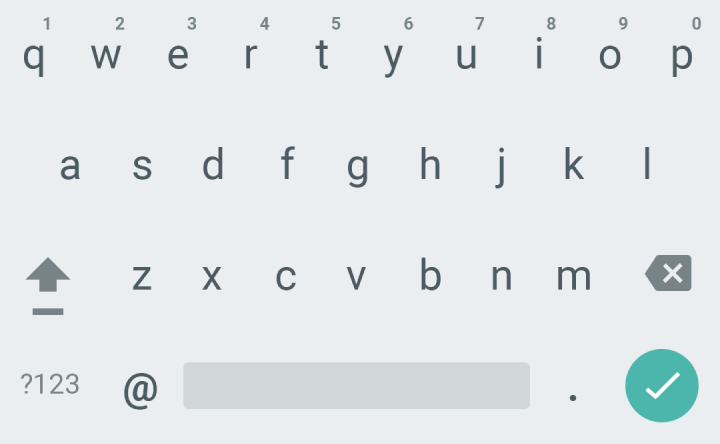 1 2 3 4 5 6 7 8 9 0
q w e r t y u i o p
a s d f g h j k l
z x c v b n m
?123 @ .